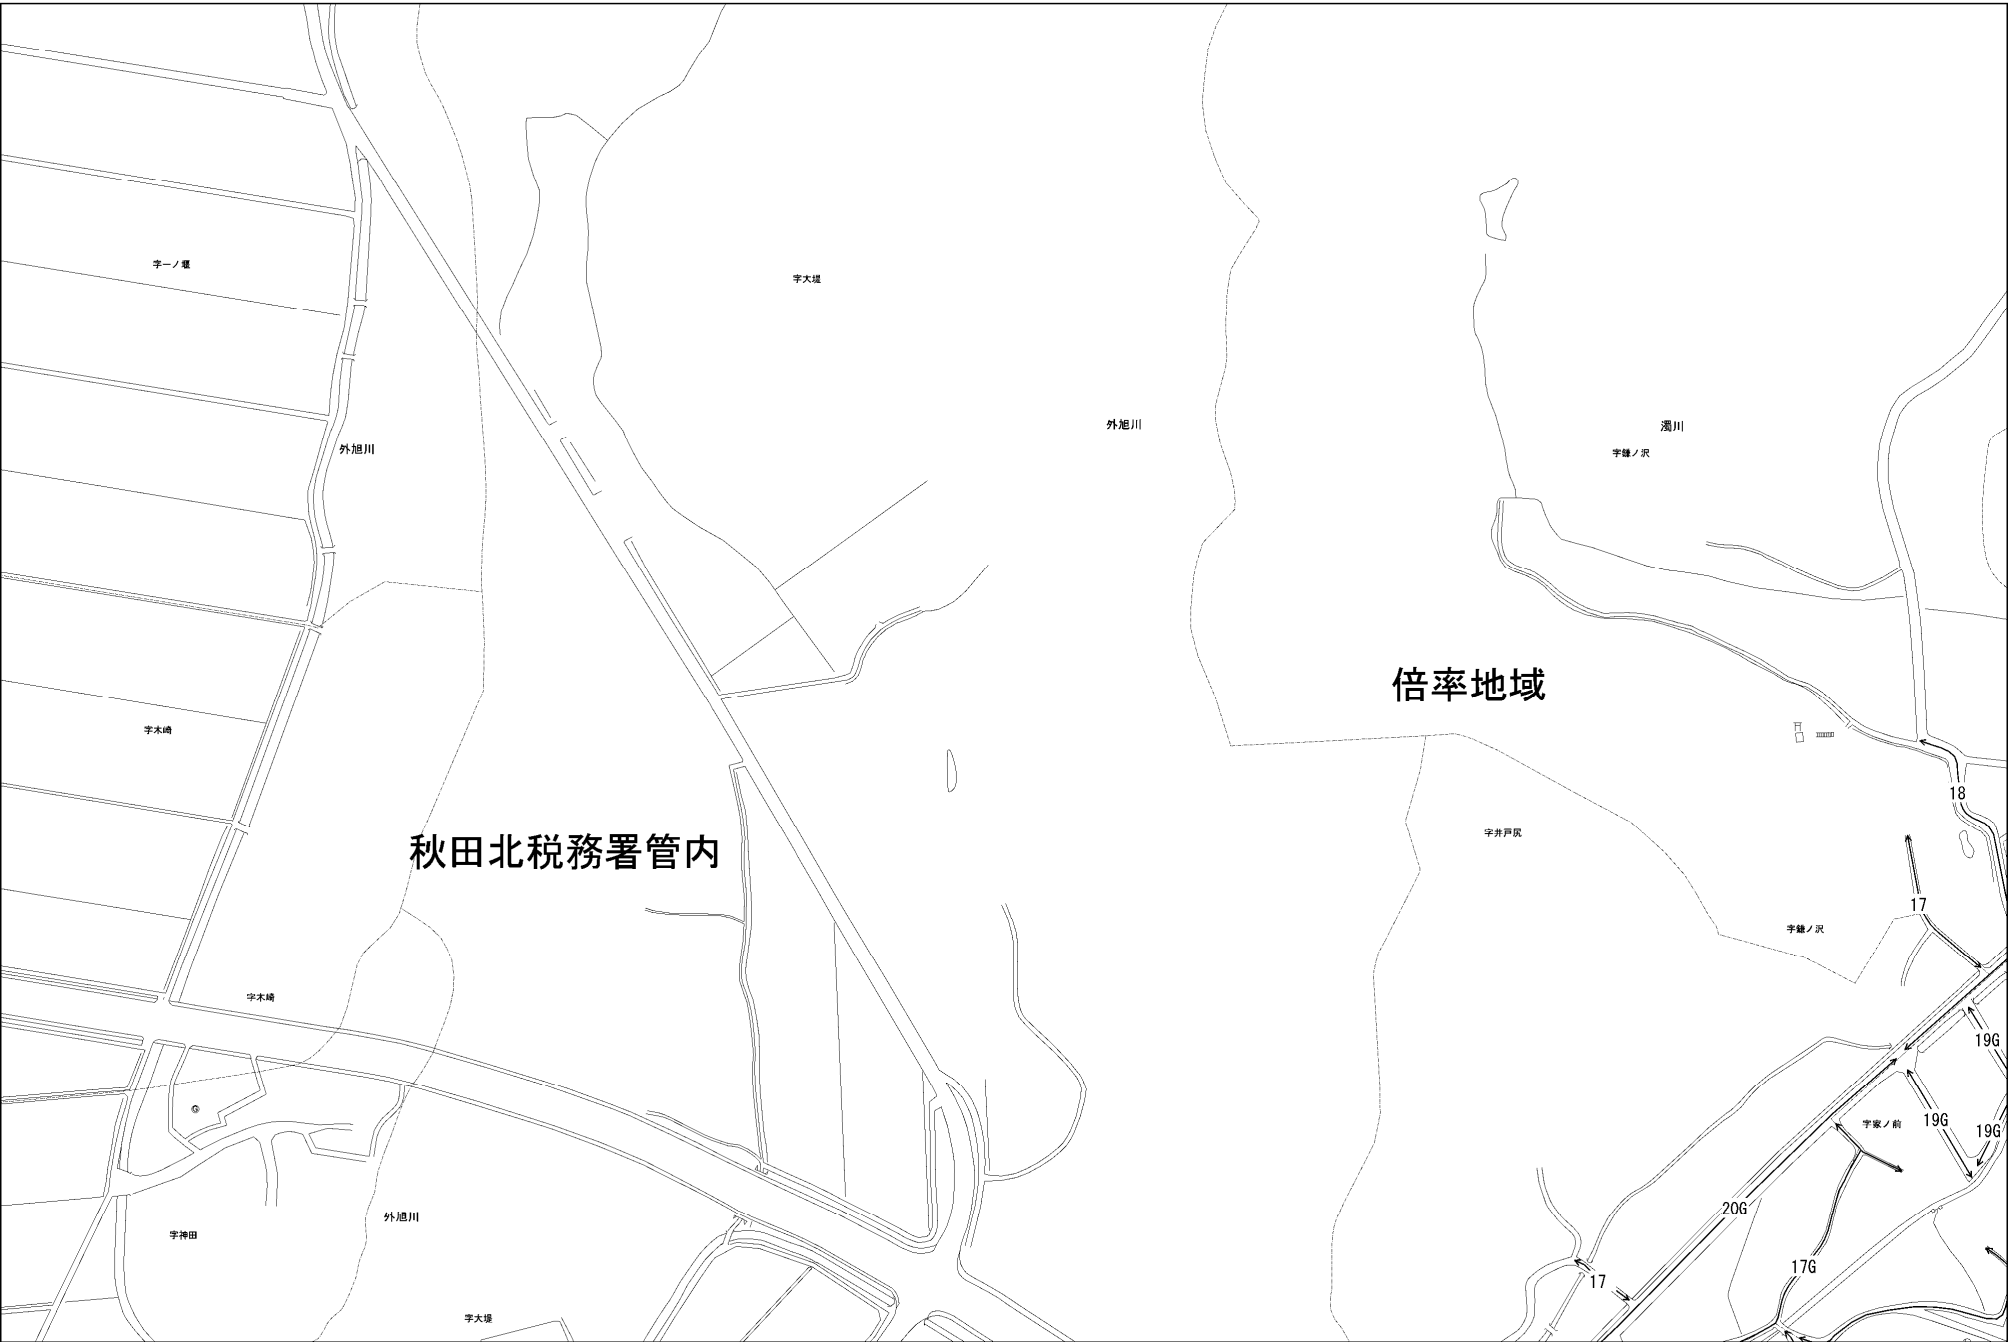 字一ノ堰
字大堤
外旭川
濁川
外旭川
字鎌ノ沢
倍率地域
字木崎
18
字井戸尻
秋田北税務署管内
17
字鎌ノ沢
字木崎
19G
G
19G
字家ノ前
19G
20G
外旭川
字神田
17G
17
字大堤